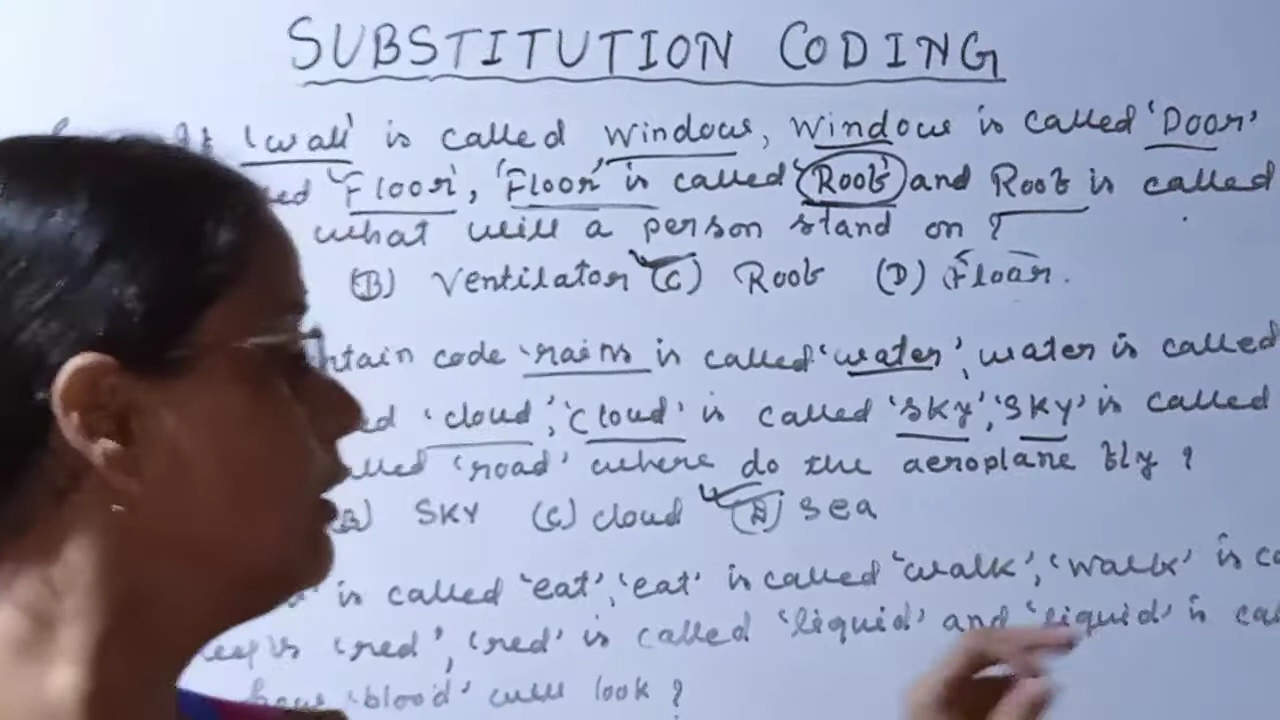 SUBSTITUTION CODING
If 'wall' is called window, window is called 'Door'
'Floor', 'Floor' is called 'Roof' and Roof is called
what will a person stand on ?
(B) Ventilator (C) Roof (D) Floor.
code 'rains is called 'water', water is called
'cloud', 'cloud' is called 'sky', 'SKY' is called
'road' where do the aeroplane fly ?
SKY (C) cloud (D) sea
is called 'eat', 'eat' is called 'walk', 'walk' is
'red', 'red' is called 'liquid' and 'liquid' is
how 'blood' will look ?